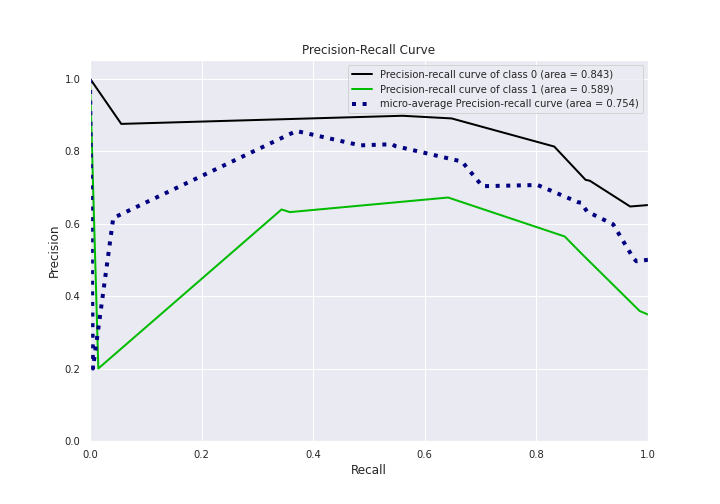 Precision-Recall Curve
Precision-recall curve of class 0 (area = 0.843)
Precision-recall curve of class 1 (area = 0.589)
micro-average Precision-recall curve (area = 0.754)
1.0
0.8
0.6
0.4
0.2
0.0
Precision
0.0 0.2 0.4 0.6 0.8 1.0
Recall